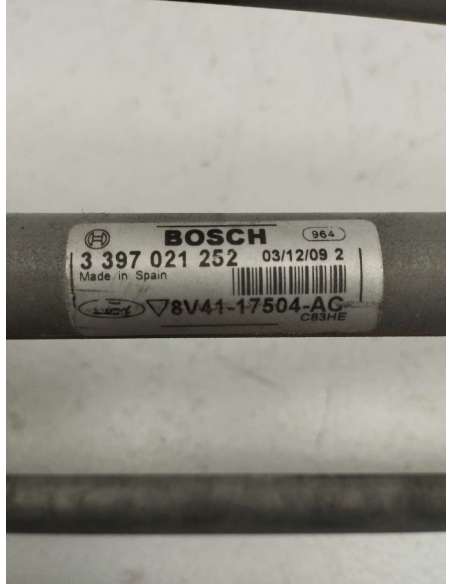 BOSCH 964
3 397 021 252 03/12/09 2
Made in Spain
8V41-17504-AC
C83HE